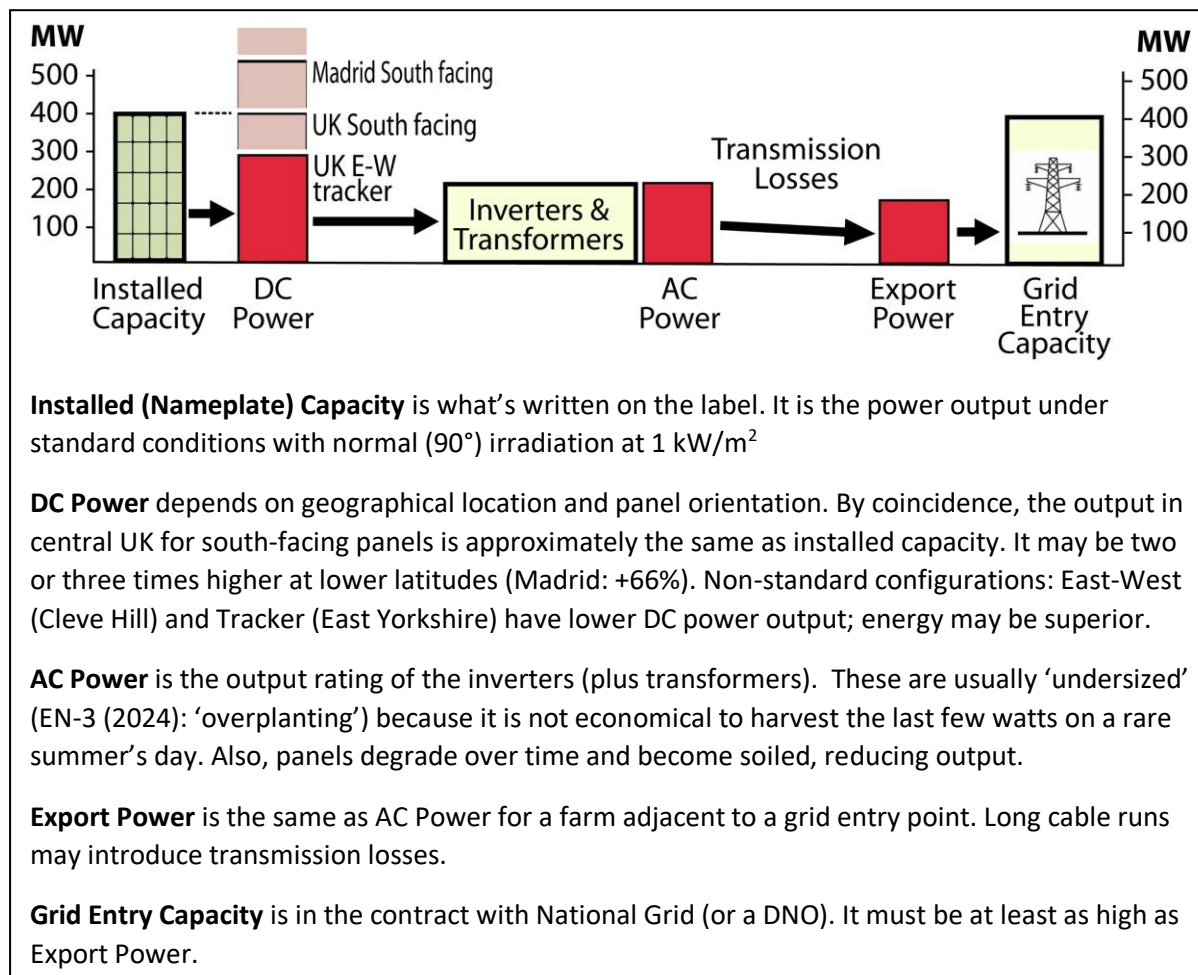 MW
500
400
300
200
100
Madrid South facing
UK South facing
UK E-W
tracker
Inverters &
Transformers
Transmission
Losses
MW
500
400
300
200
100
Installed
Capacity
DC
Power
AC
Power
Export
Power
Grid
Entry
Capacity
Installed (Nameplate) Capacity is what’s written on the label. It is the power output under
standard conditions with normal (90°) irradiation at 1 kW/m²
DC Power depends on geographical location and panel orientation. By coincidence, the output in
central UK for south-facing panels is approximately the same as installed capacity. It may be two
or three times higher at lower latitudes (Madrid: +66%). Non-standard configurations: East-West
(Cleve Hill) and Tracker (East Yorkshire) have lower DC power output; energy may be superior.
AC Power is the output rating of the inverters (plus transformers).  These are usually ‘undersized’
(EN-3 (2024): ‘overplanting’) because it is not economical to harvest the last few watts on a rare
summer’s day. Also, panels degrade over time and become soiled, reducing output.
Export Power is the same as AC Power for a farm adjacent to a grid entry point. Long cable runs
may introduce transmission losses.
Grid Entry Capacity is in the contract with National Grid (or a DNO). It must be at least as high as
Export Power.